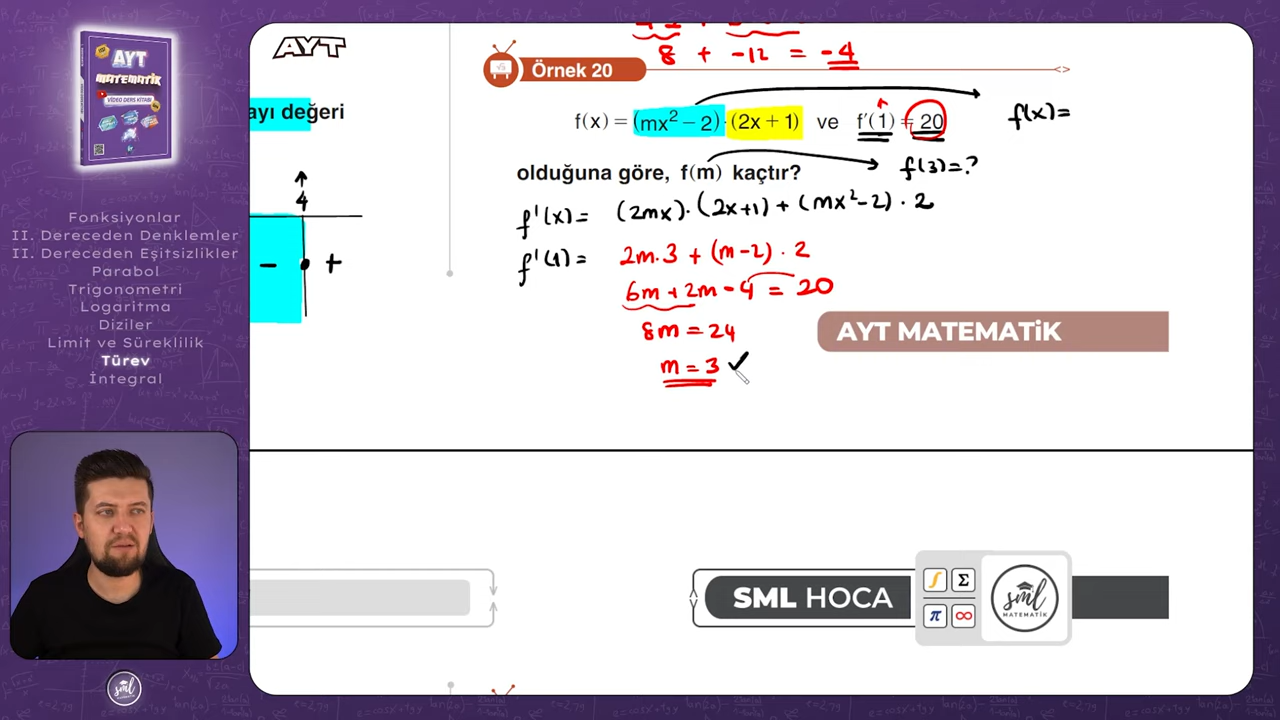 AYT
MATEMATİK
VİDEO DERS KİTABI
Fonksiyonlar
II. Dereceden Denklemler
II. Dereceden Eşitsizlikler
Parabol
Trigonometri
Logaritma
Diziler
Limit ve Süreklilik
Türev
İntegral
sml
AYT
ayı değeri
4
- +
8 + -12 = -4
Örnek 20
f(x) = (mx² – 2) · (2x + 1) ve f'(1) = 20
f(x)=
olduğuna göre, f(m) kaçtır?
f(3)=?
f'(x)= (2mx)·(2x+1) + (mx²-2)·2
f'(1)= 2m·3 + (m-2)·2
6m + 2m - 4 = 20
8m = 24
m = 3 ✓
AYT MATEMATİK
SML HOCA
∫ Σ
π ∞
sml
MATEMATİK